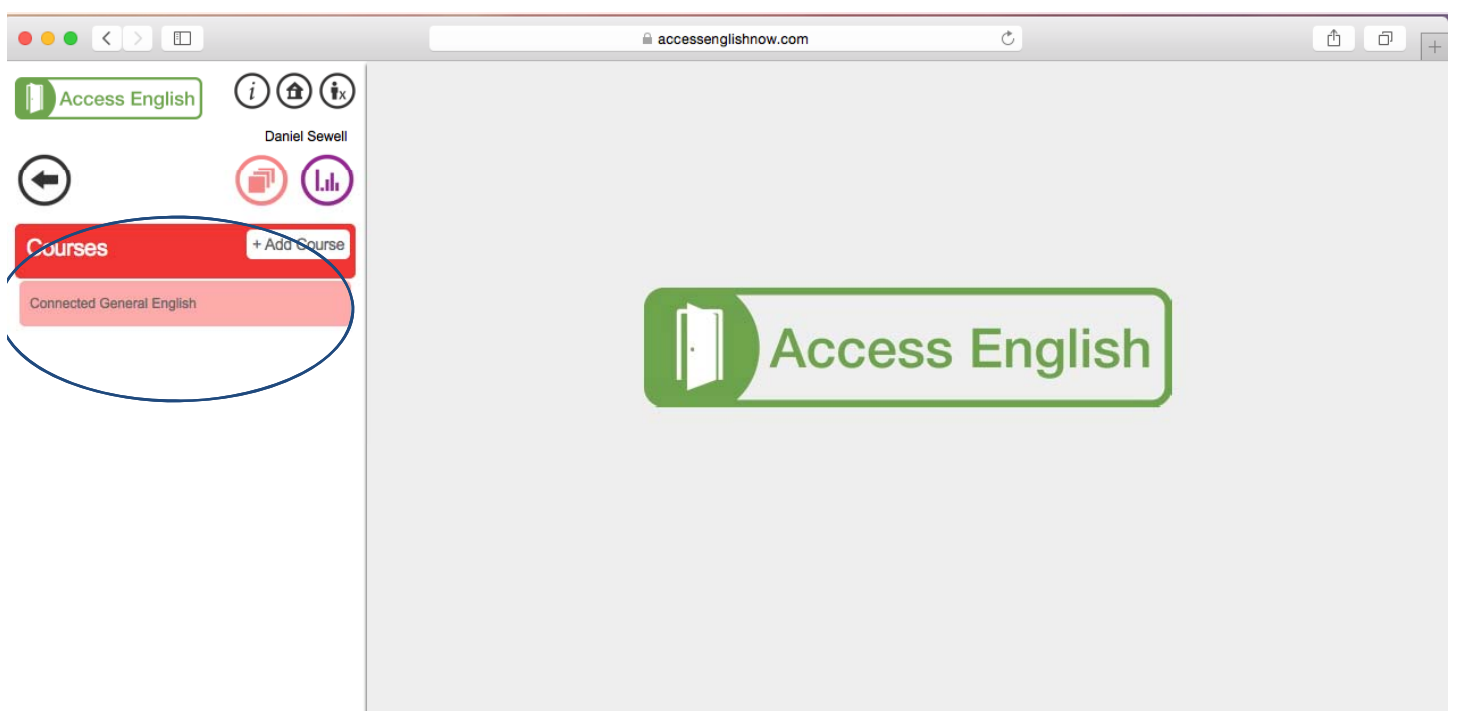 accessenglishnow.com
Access English
i
x
Daniel Sewell
Courses
+ Add Course
Connected General English
Access English